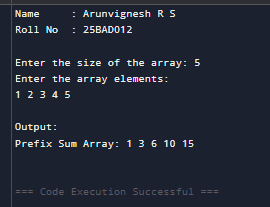 Name     : Arunvignesh R S
Roll No  : 25BAD012
Enter the size of the array: 5
Enter the array elements:
1 2 3 4 5
Output:
Prefix Sum Array: 1 3 6 10 15
=== Code Execution Successful ===